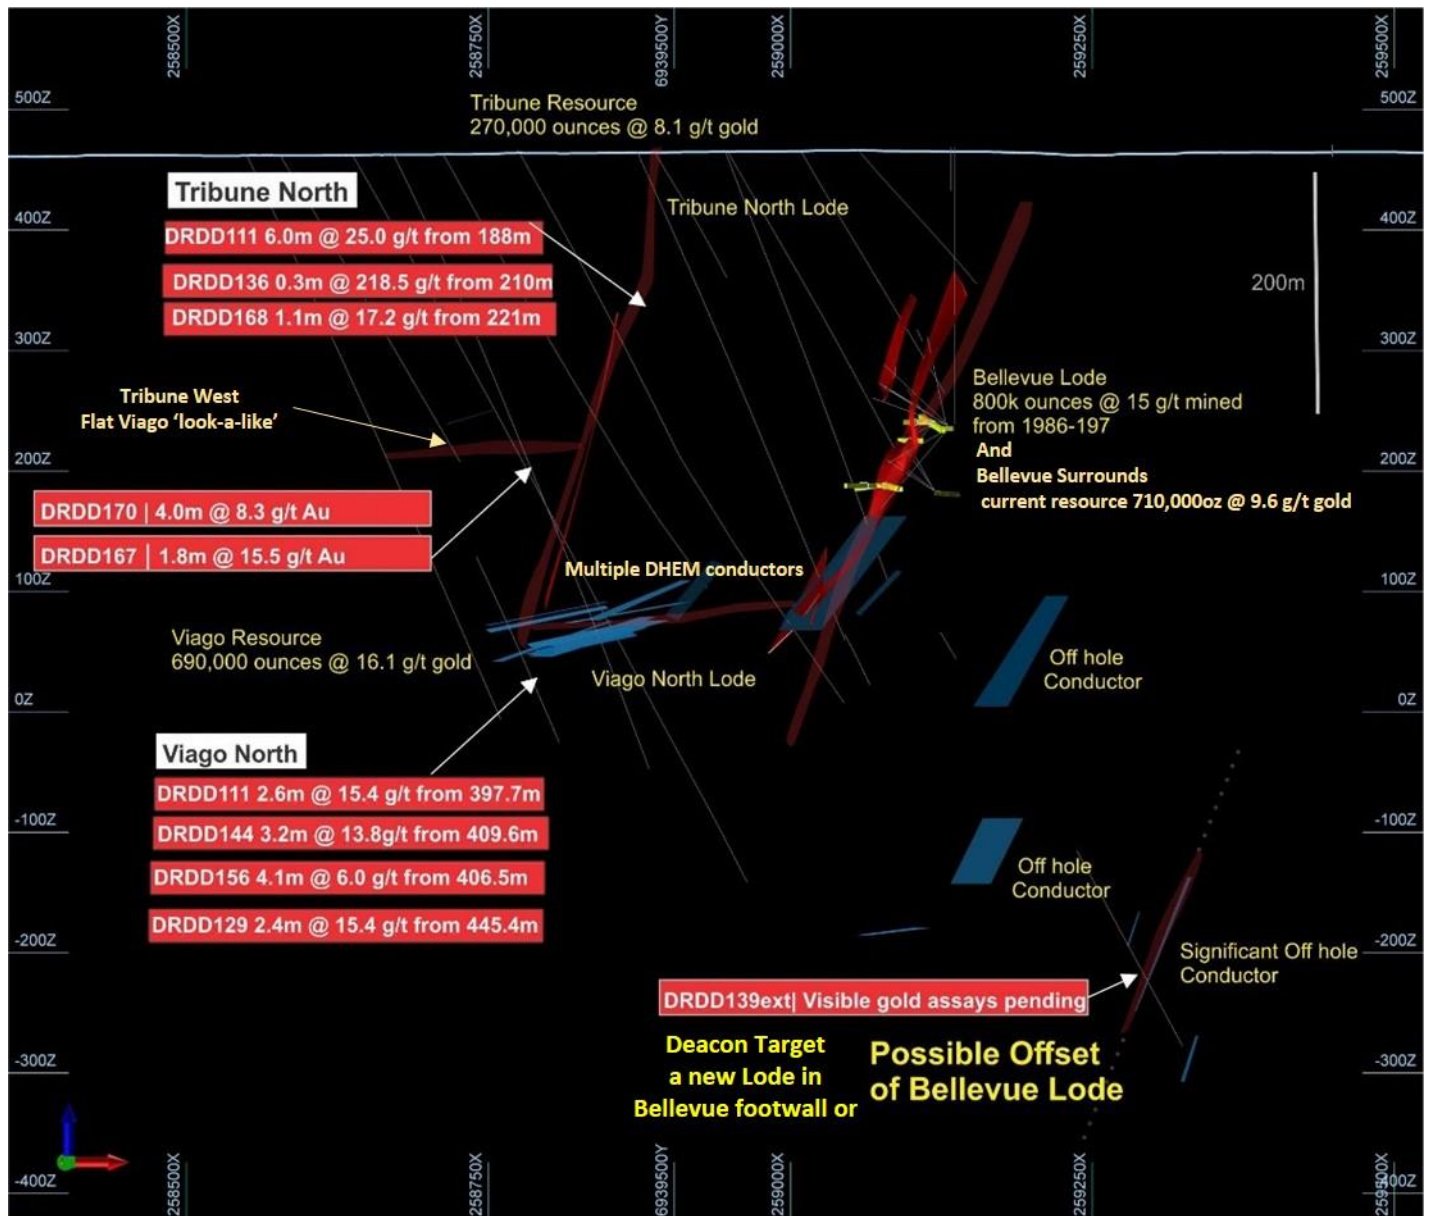 258500X
258750X
6939500Y
259000X
259250X
259500X
500Z
500Z
Tribune Resource
270,000 ounces @ 8.1 g/t gold
Tribune North
Tribune North Lode
400Z
400Z
DRDD111 6.0m @ 25.0 g/t from 188m
DRDD136 0.3m @ 218.5 g/t from 210m
DRDD168 1.1m @ 17.2 g/t from 221m
200m
300Z
300Z
Tribune West
Flat Viago ‘look-a-like’
Bellevue Lode
800k ounces @ 15 g/t mined
from 1986-197
And
Bellevue Surrounds
current resource 710,000oz @ 9.6 g/t gold
200Z
200Z
DRDD170 | 4.0m @ 8.3 g/t Au
DRDD167 | 1.8m @ 15.5 g/t Au
Multiple DHEM conductors
100Z
100Z
Viago Resource
690,000 ounces @ 16.1 g/t gold
Viago North Lode
Off hole
Conductor
0Z
0Z
Viago North
DRDD111 2.6m @ 15.4 g/t from 397.7m
DRDD144 3.2m @ 13.8g/t from 409.6m
DRDD156 4.1m @ 6.0 g/t from 406.5m
DRDD129 2.4m @ 15.4 g/t from 445.4m
-100Z
-100Z
Off hole
Conductor
-200Z
-200Z
Significant Off hole
Conductor
DRDD139ext| Visible gold assays pending
Deacon Target
a new Lode in
Bellevue footwall or
Possible Offset
of Bellevue Lode
-300Z
-300Z
-400Z
-400Z
258500X
258750X
6939500Y
259000X
259250X
259500X